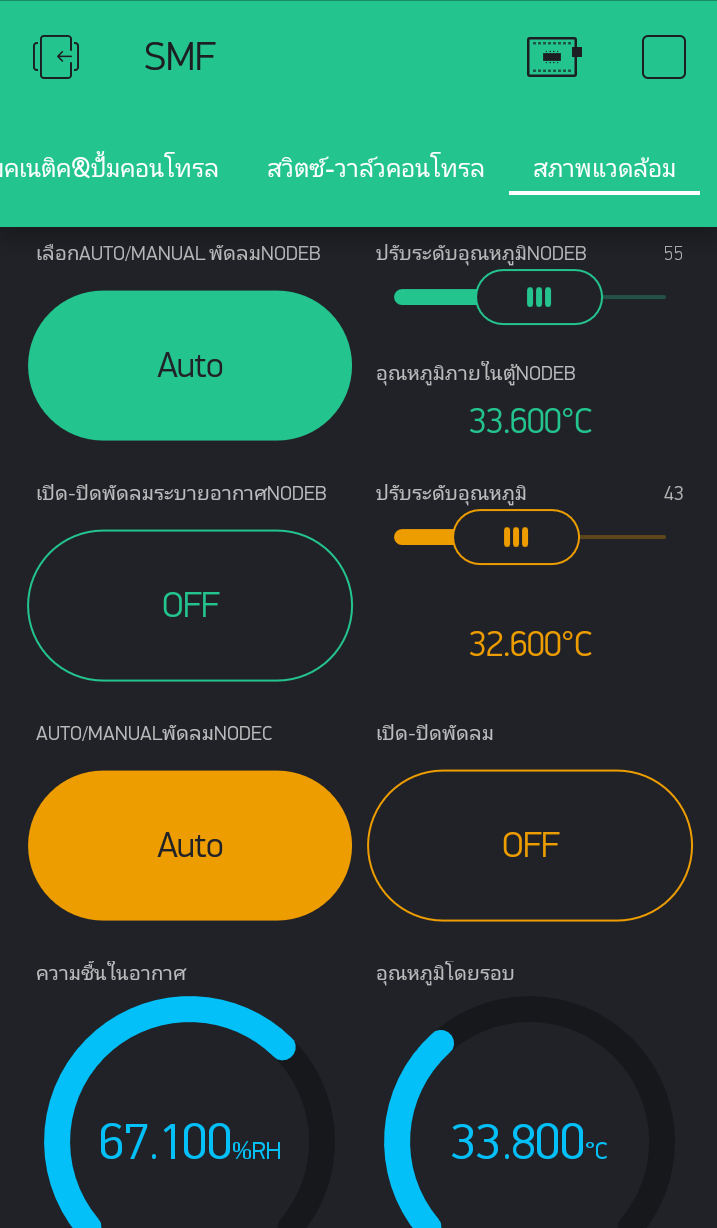 SMF
คเนติค&ปั้มคอนโทรล
สวิตซ์-วาล์วคอนโทรล
สภาพแวดล้อม
เลือกAUTO/MANUAL พัดลมNODEB
ปรับระดับอุณหภูมิNODEB 55
Auto
อุณหภูมิภายในตู้NODEB
33.600°C
เปิด-ปิดพัดลมระบายอากาศNODEB
ปรับระดับอุณหภูมิ 43
OFF
32.600°C
AUTO/MANUALพัดลมNODEC
เปิด-ปิดพัดลม
Auto
OFF
ความชื้นในอากาศ
อุณหภูมิโดยรอบ
67.100%RH
33.800°C